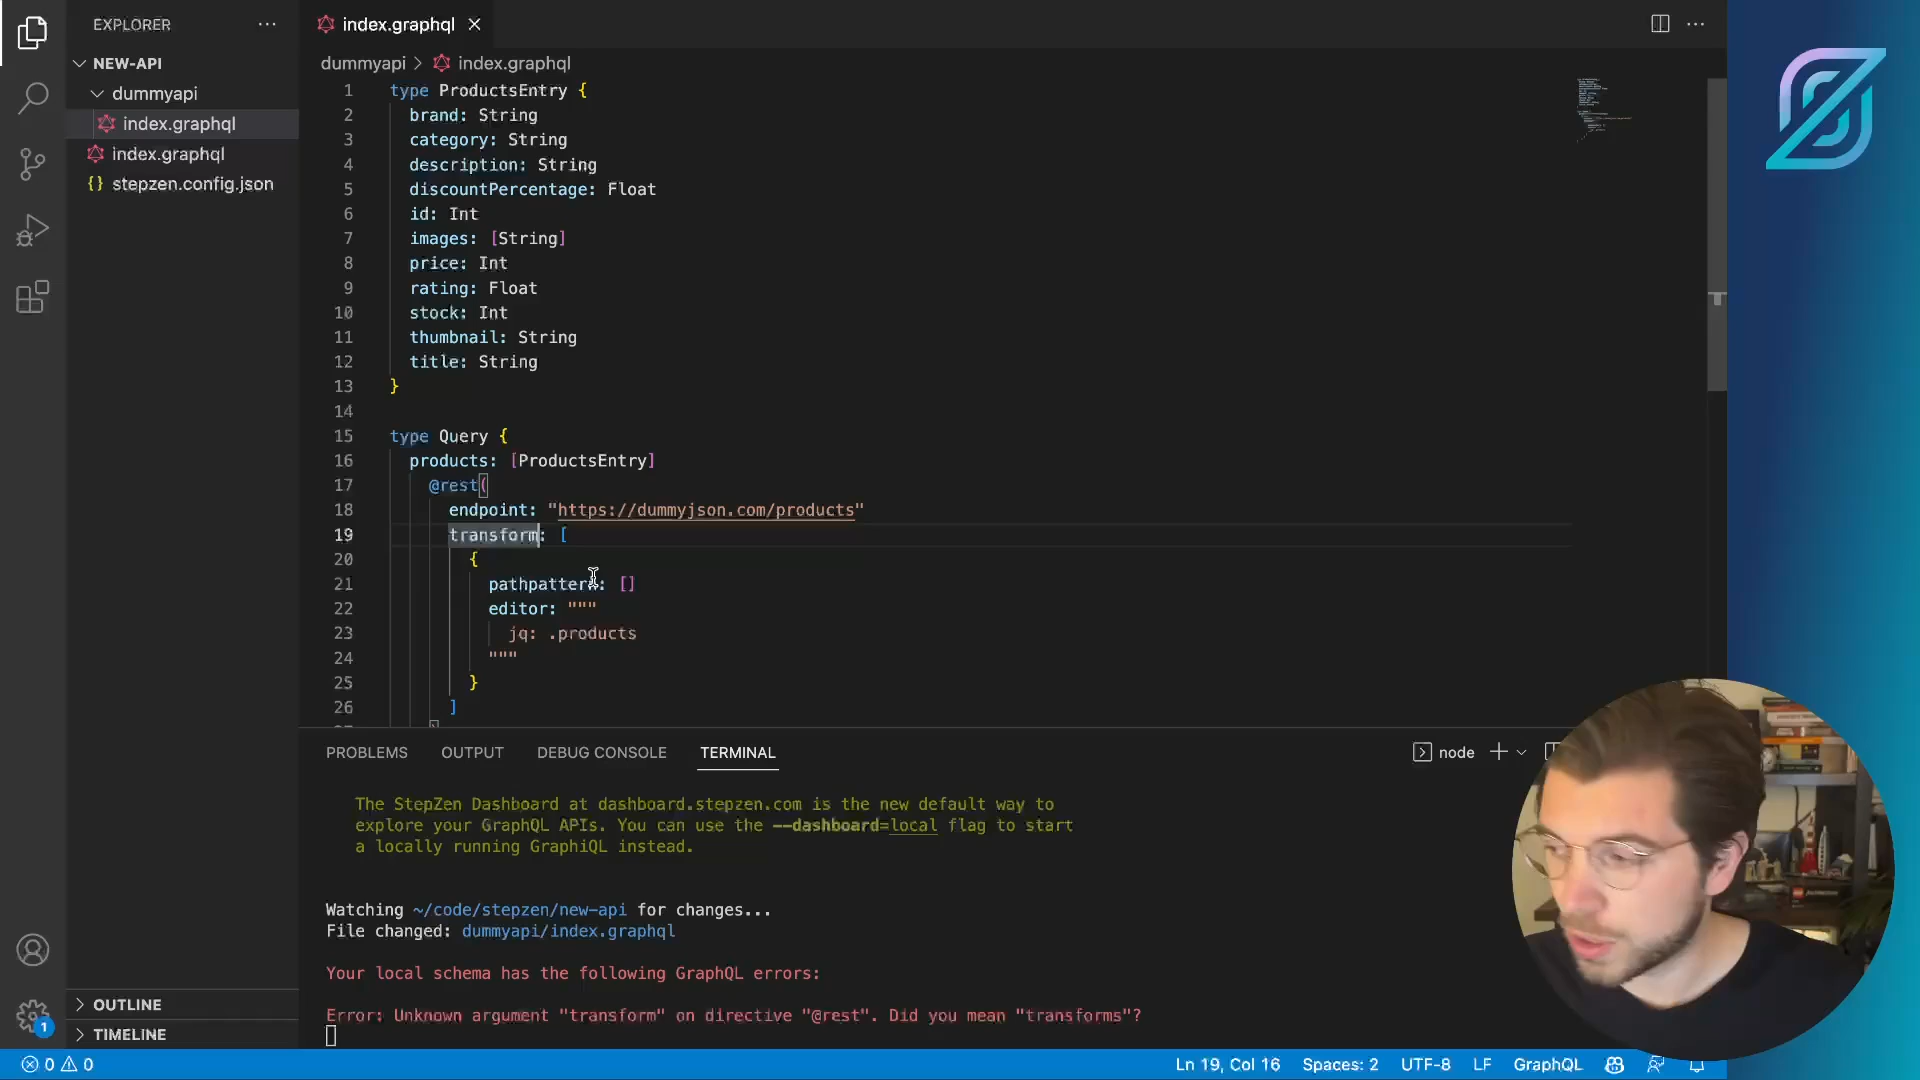 EXPLORER
NEW-API
dummyapi
index.graphql
index.graphql
stepzen.config.json
OUTLINE
TIMELINE
index.graphql
dummyapi > index.graphql
1 type ProductsEntry {
2 brand: String
3 category: String
4 description: String
5 discountPercentage: Float
6 id: Int
7 images: [String]
8 price: Int
9 rating: Float
10 stock: Int
11 thumbnail: String
12 title: String
13 }
14
15 type Query {
16 products: [ProductsEntry]
17 @rest(
18 endpoint: "https://dummyjson.com/products"
19 transform: [
20 {
21 pathpattern: []
22 editor: """
23 jq: .products
24 """
25 }
26 ]
PROBLEMS OUTPUT DEBUG CONSOLE TERMINAL
node
The StepZen Dashboard at dashboard.stepzen.com is the new default way to
explore your GraphQL APIs. You can use the --dashboard=local flag to start
a locally running GraphiQL instead.
Watching ~/code/stepzen/new-api for changes...
File changed: dummyapi/index.graphql
Your local schema has the following GraphQL errors:
Error: Unknown argument "transform" on directive "@rest". Did you mean "transforms"?
1
0 0
Ln 19, Col 16 Spaces: 2 UTF-8 LF GraphQL